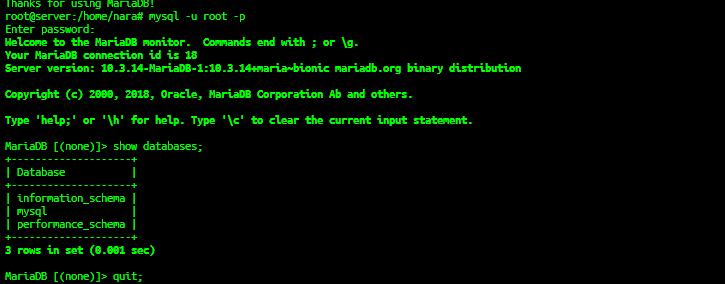 Thanks for using MariaDB!
root@server:/home/nara# mysql -u root -p
Enter password:
Welcome to the MariaDB monitor.  Commands end with ; or \g.
Your MariaDB connection id is 18
Server version: 10.3.14-MariaDB-1:10.3.14+maria~bionic mariadb.org binary distribution

Copyright (c) 2000, 2018, Oracle, MariaDB Corporation Ab and others.

Type 'help;' or '\h' for help. Type '\c' to clear the current input statement.

MariaDB [(none)]> show databases;
+--------------------+
| Database           |
+--------------------+
| information_schema |
| mysql              |
| performance_schema |
+--------------------+
3 rows in set (0.001 sec)

MariaDB [(none)]> quit;